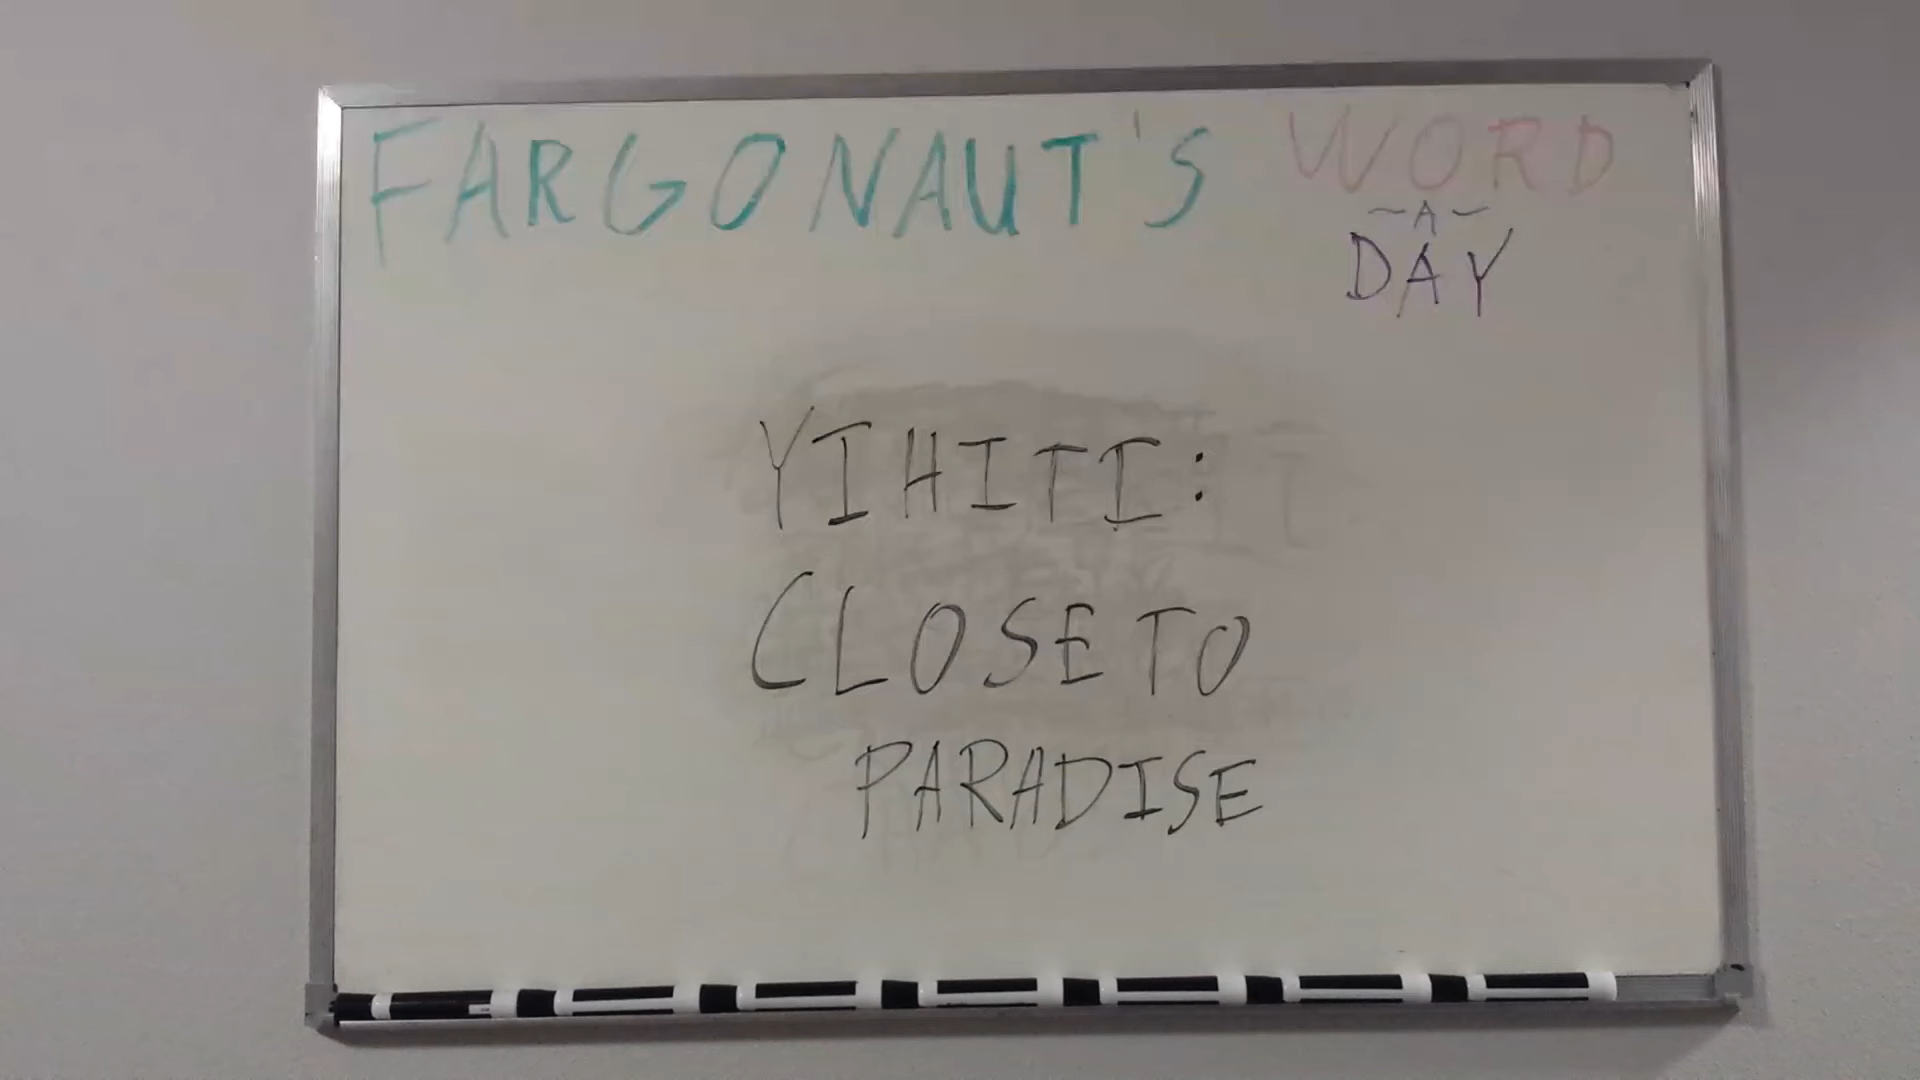 FARGONAUT'S WORD
-A-
DAY
YIHITI:
CLOSE TO
PARADISE